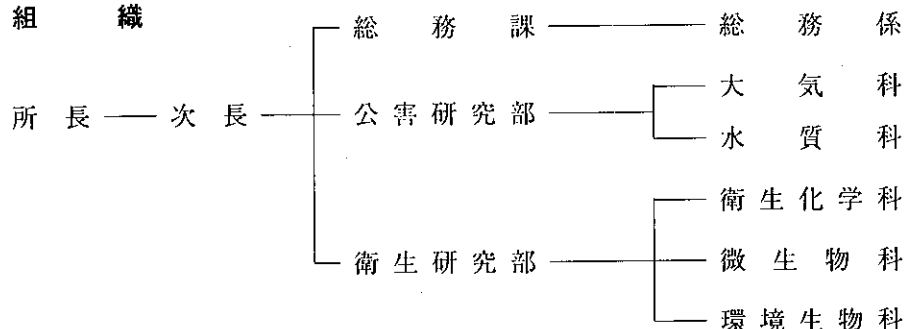 組織
総務課 総務係
大気科
所長 次長 公害研究部
水質科
衛生化学科
衛生研究部 微生物科
環境生物科